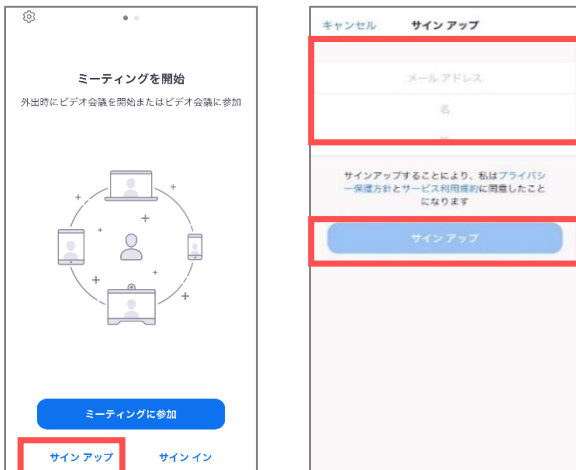 ミーティングを開始
外出時にビデオ会議を開始またはビデオ会議に参加
ミーティングに参加
サイン アップ
サイン イン
キャンセル
サイン アップ
メール アドレス
名
サインアップすることにより、私はプライバシ
ー保護方針とサービス利用規約に同意したこと
になります
サイン アップ